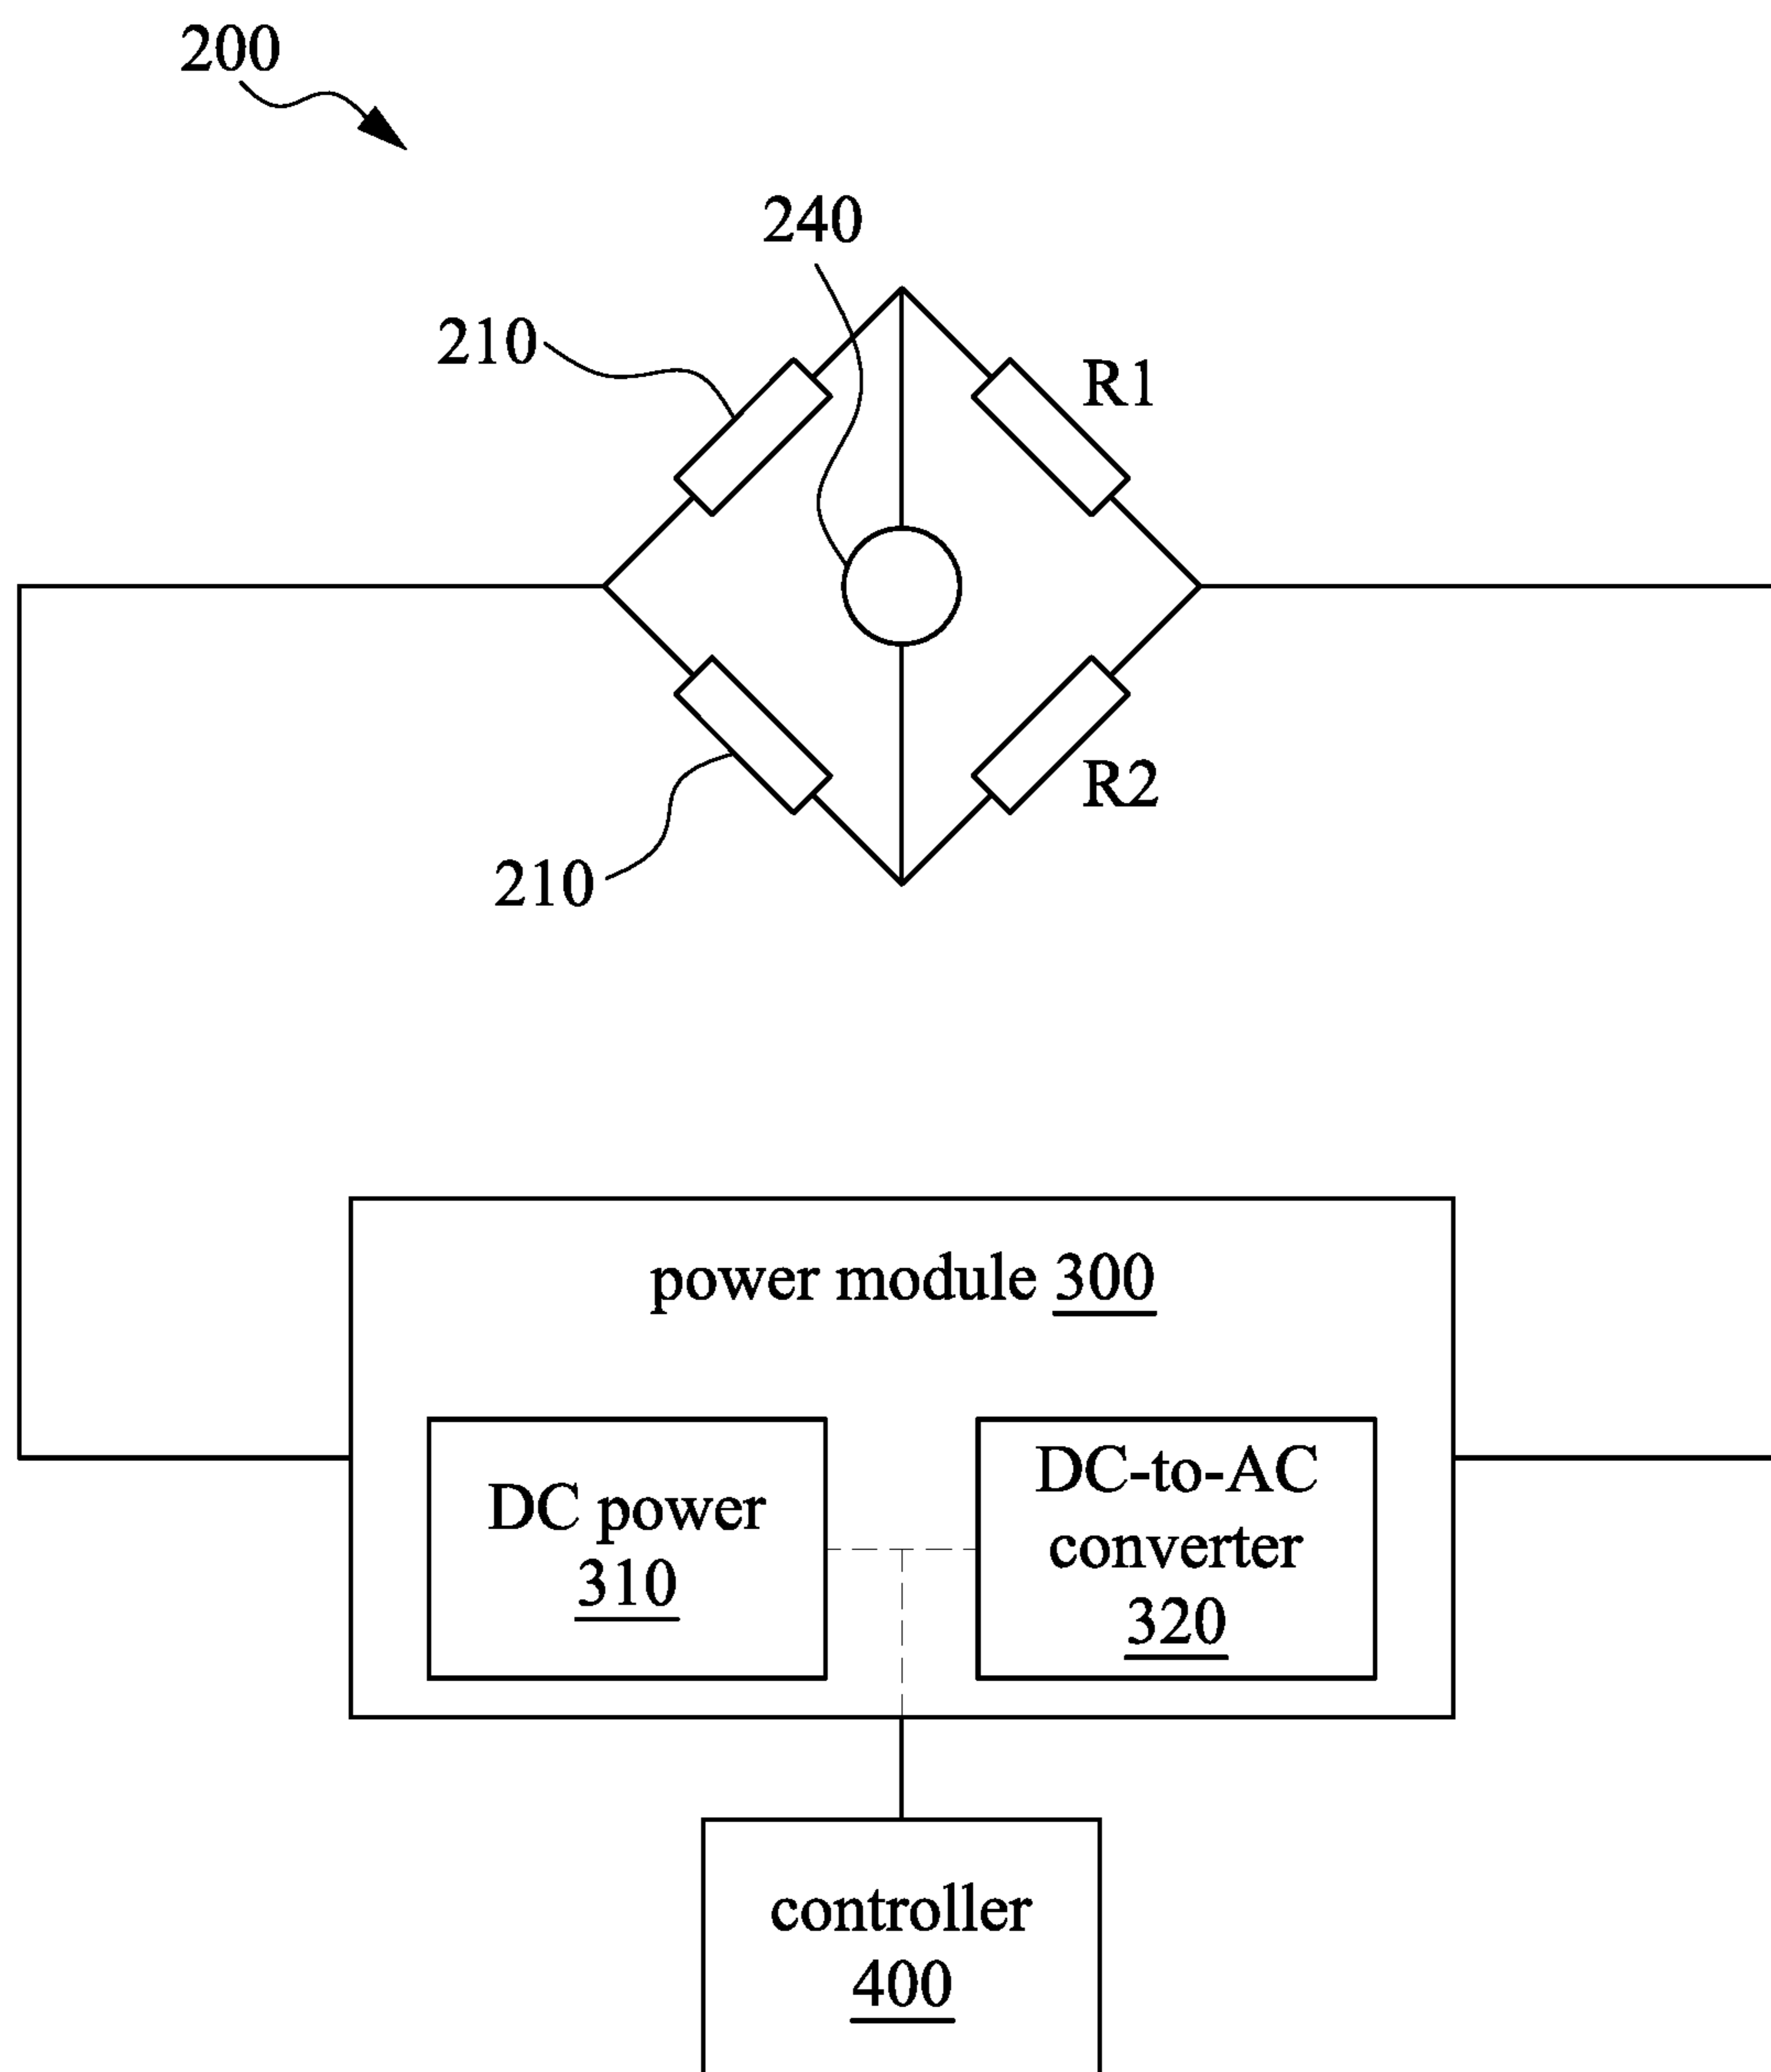 200
240
210
R1
R2
210
power module 300
DC power
310
DC-to-AC
converter
320
controller
400